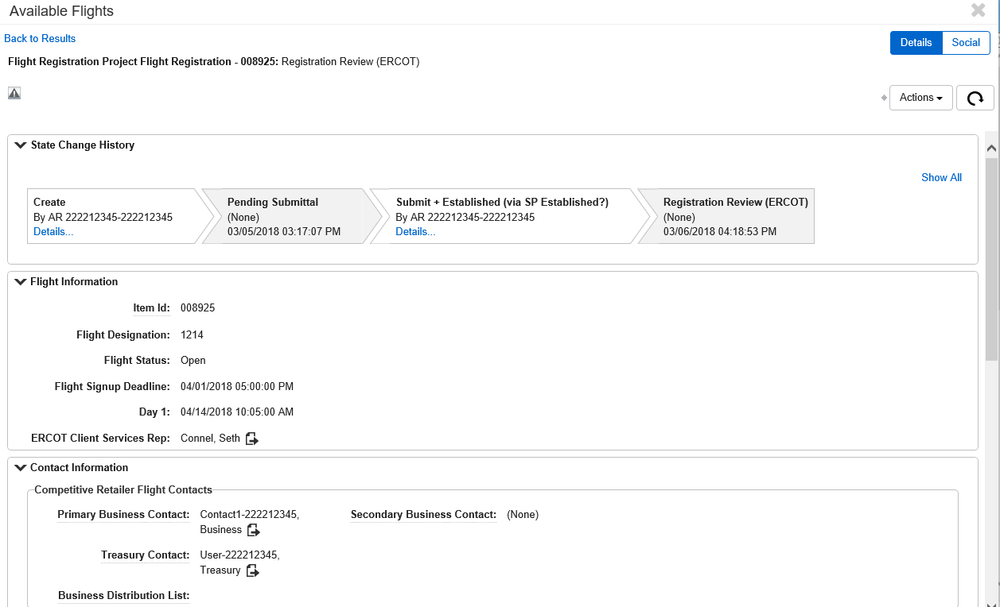 Available Flights
Back to Results
Details Social
Flight Registration Project Flight Registration - 008925: Registration Review (ERCOT)
Actions
State Change History
Show All
Create
By AR 222212345-222212345
Details...
Pending Submittal
(None)
03/05/2018 03:17:07 PM
Submit + Established (via SP Established?)
By AR 222212345-222212345
Details...
Registration Review (ERCOT)
(None)
03/06/2018 04:18:53 PM
Flight Information
Item Id: 008925
Flight Designation: 1214
Flight Status: Open
Flight Signup Deadline: 04/01/2018 05:00:00 PM
Day 1: 04/14/2018 10:05:00 AM
ERCOT Client Services Rep: Connel, Seth
Contact Information
Competitive Retailer Flight Contacts
Primary Business Contact: Contact1-222212345,
Business
Secondary Business Contact: (None)
Treasury Contact: User-222212345,
Treasury
Business Distribution List: